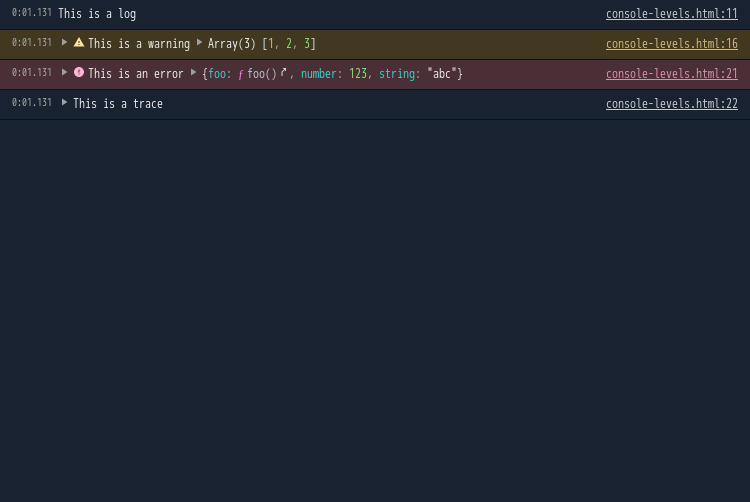 0:01.131 This is a log console-levels.html:11
0:01.131 This is a warning Array(3) [1, 2, 3] console-levels.html:16
0:01.131 This is an error {foo: ƒ foo(), number: 123, string: "abc"} console-levels.html:21
0:01.131 This is a trace console-levels.html:22